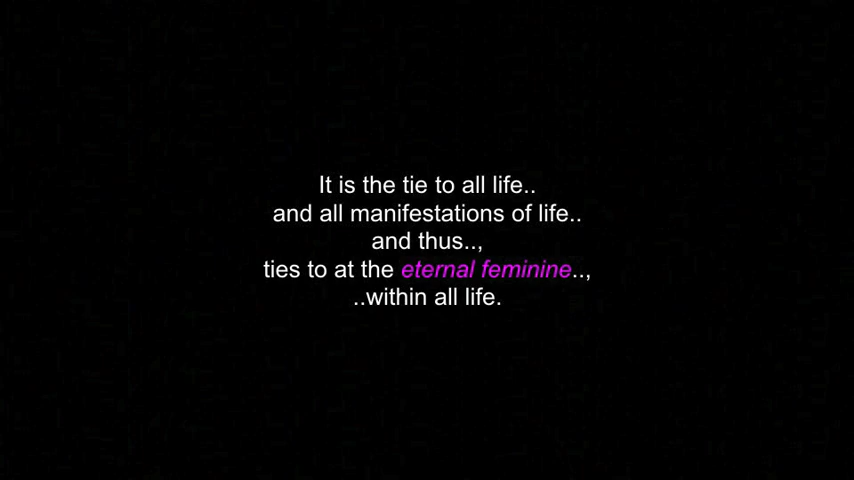 It is the tie to all life..
and all manifestations of life..
and thus..,
ties to at the eternal feminine..,
..within all life.